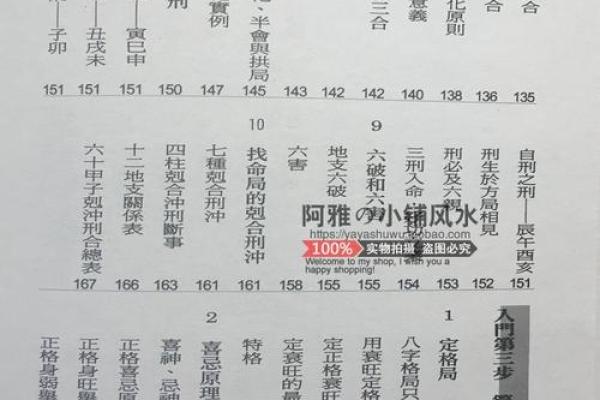 合 135
合 136
化原則 138
意義 140
三合 142
142
143
、半會與拱局 145
實例 147
刑 150
——寅巳申 151
——丑戌未 151
——子卯 151
自刑之刑——辰午酉亥 151
刑生於方局相見 152
刑必及六親 153
三刑入命 154
9 六破和六害 155
地支六破 155
六害 158
10 找命局的剋合刑沖 161
七種剋合刑沖 161
四柱剋合沖刑斷事 163
十二地支關係表 166
六十甲子剋沖刑合總表 167
入門第三步
1 定格局
八字格局只
用衰旺定格
定正格衰旺
定衰旺的最
特格
2 喜忌原理
喜神、忌神
正格喜忌原
正格身旺舉
正格身弱舉
阿雅の小鋪风水
https://yayashuwu.taobao.com
100% 实物拍摄 盗图必究
Welcome to my shop, I wish you a
happy shopping!